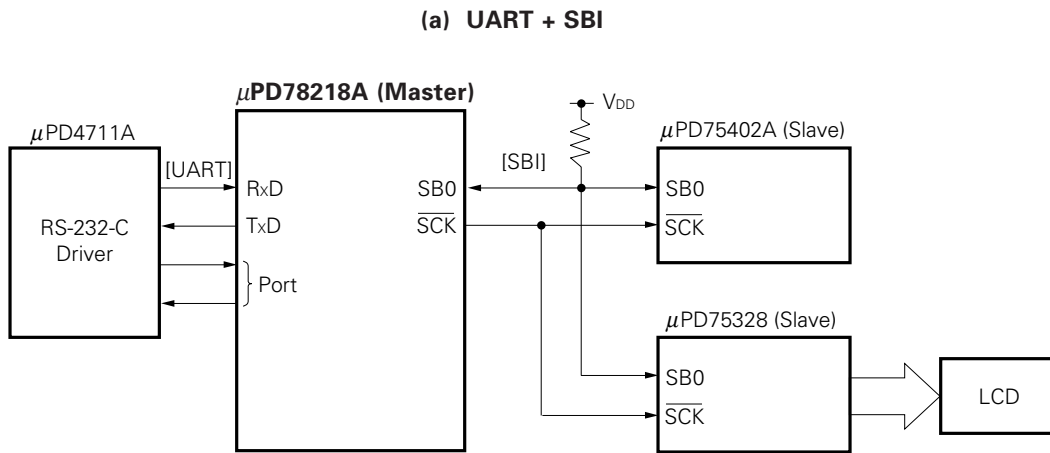 (a) UART + SBI
μPD78218A (Master)
VDD
μPD4711A
μPD75402A (Slave)
[UART]
[SBI]
RxD
SB0
SB0
RS-232-C
Driver
TxD
SCK
SCK
Port
μPD75328 (Slave)
SB0
SCK
LCD